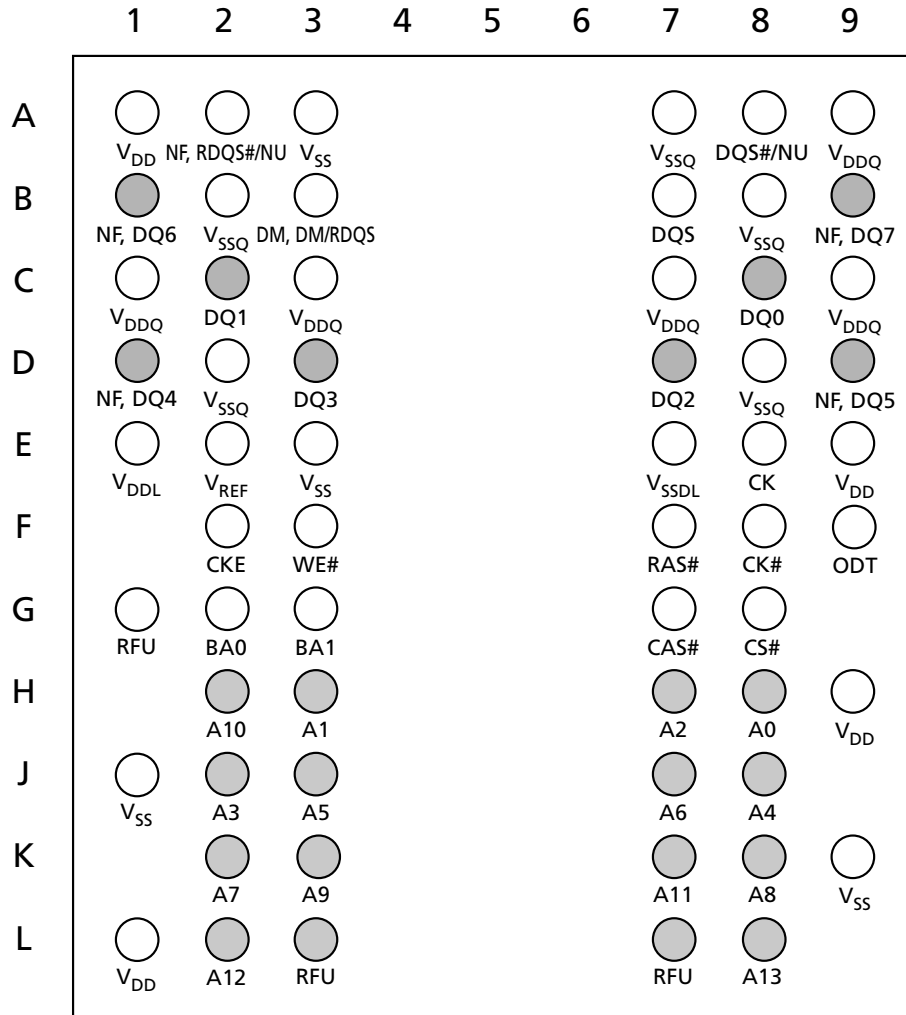 1 2 3 4 5 6 7 8 9
A
VDD NF, RDQS#/NU VSS VSSQ DQS#/NU VDDQ
B
NF, DQ6 VSSQ DM, DM/RDQS DQS VSSQ NF, DQ7
C
VDDQ DQ1 VDDQ VDDQ DQ0 VDDQ
D
NF, DQ4 VSSQ DQ3 DQ2 VSSQ NF, DQ5
E
VDDL VREF VSS VSSDL CK VDD
F
CKE WE# RAS# CK# ODT
G
RFU BA0 BA1 CAS# CS#
H
A10 A1 A2 A0 VDD
J
VSS A3 A5 A6 A4
K
A7 A9 A11 A8 VSS
L
VDD A12 RFU RFU A13